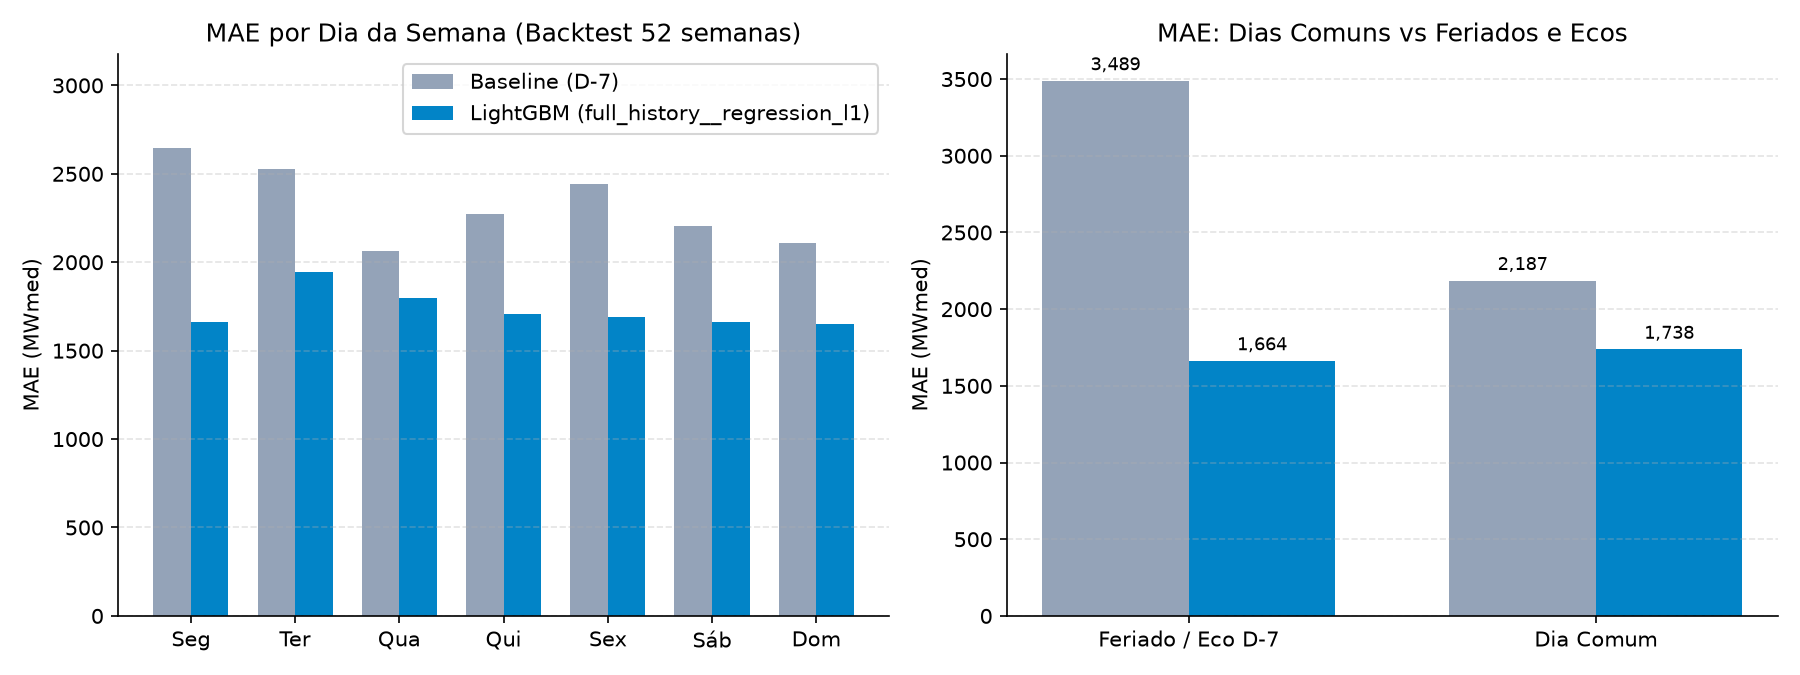 MAE por Dia da Semana (Backtest 52 semanas)
Baseline (D-7)
LightGBM (full_history__regression_l1)
MAE (MWmed)
3000
2500
2000
1500
1000
500
0
Seg Ter Qua Qui Sex Sáb Dom
MAE: Dias Comuns vs Feriados e Ecos
MAE (MWmed)
3500
3000
2500
2000
1500
1000
500
0
3,489
1,664
2,187
1,738
Feriado / Eco D-7 Dia Comum